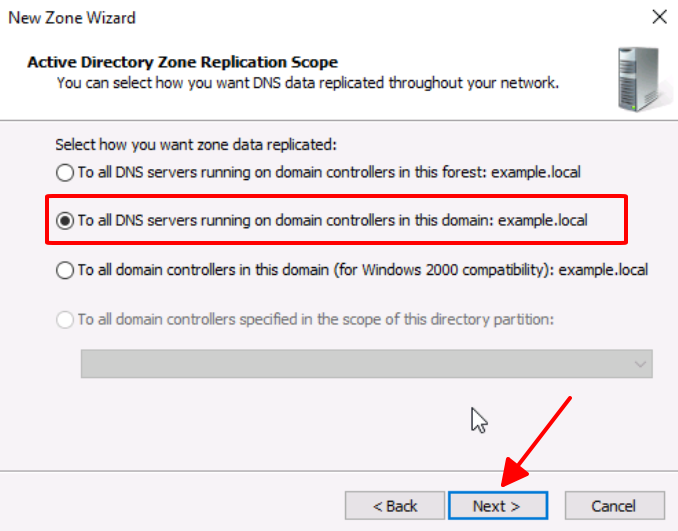 New Zone Wizard
Active Directory Zone Replication Scope
You can select how you want DNS data replicated throughout your network.
Select how you want zone data replicated:
To all DNS servers running on domain controllers in this forest: example.local
To all DNS servers running on domain controllers in this domain: example.local
To all domain controllers in this domain (for Windows 2000 compatibility): example.local
To all domain controllers specified in the scope of this directory partition:
< Back Next > Cancel